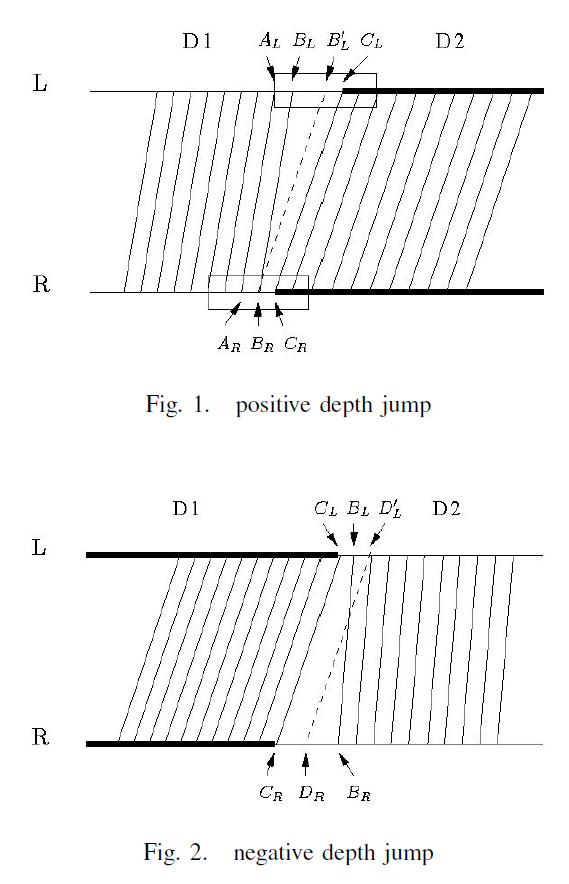 D1 A_L B_L B′_L C_L D2
L
R
A_R B_R C_R
Fig. 1. positive depth jump
D1 C_L B_L D′_L D2
L
R
C_R D_R B_R
Fig. 2. negative depth jump